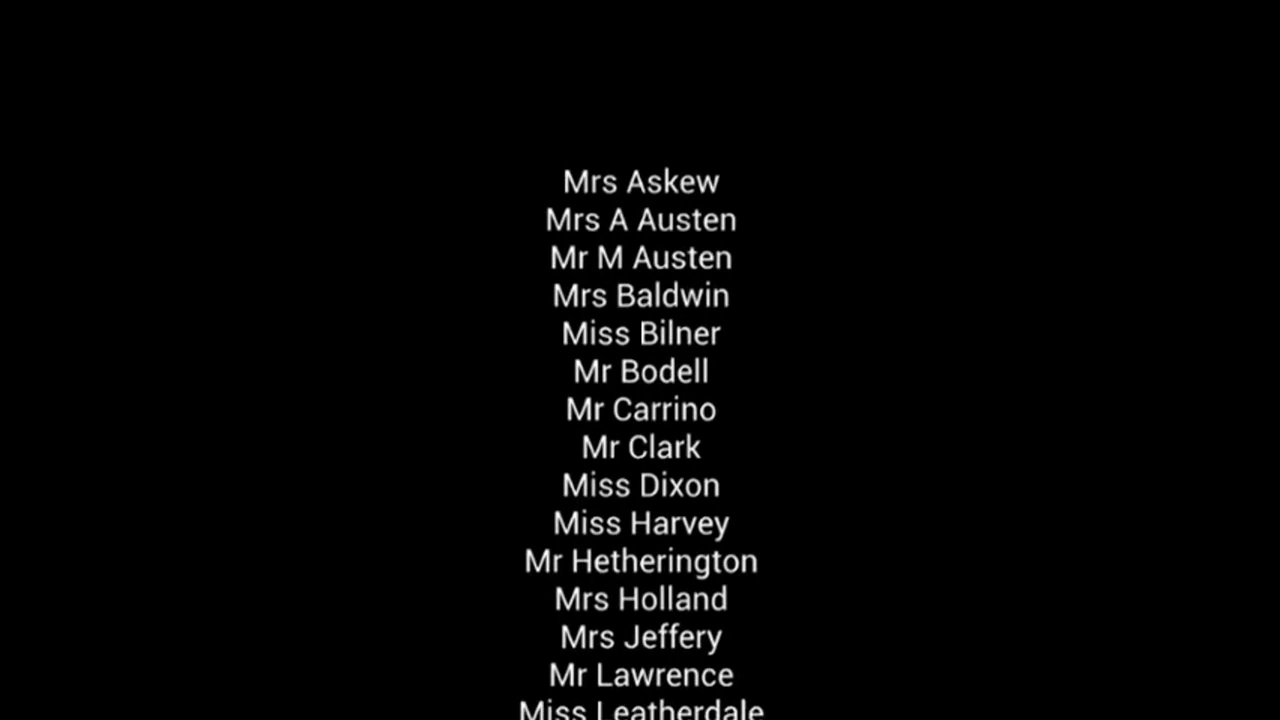 Mrs Askew
Mrs A Austen
Mr M Austen
Mrs Baldwin
Miss Bilner
Mr Bodell
Mr Carrino
Mr Clark
Miss Dixon
Miss Harvey
Mr Hetherington
Mrs Holland
Mrs Jeffery
Mr Lawrence
Miss Leatherdale